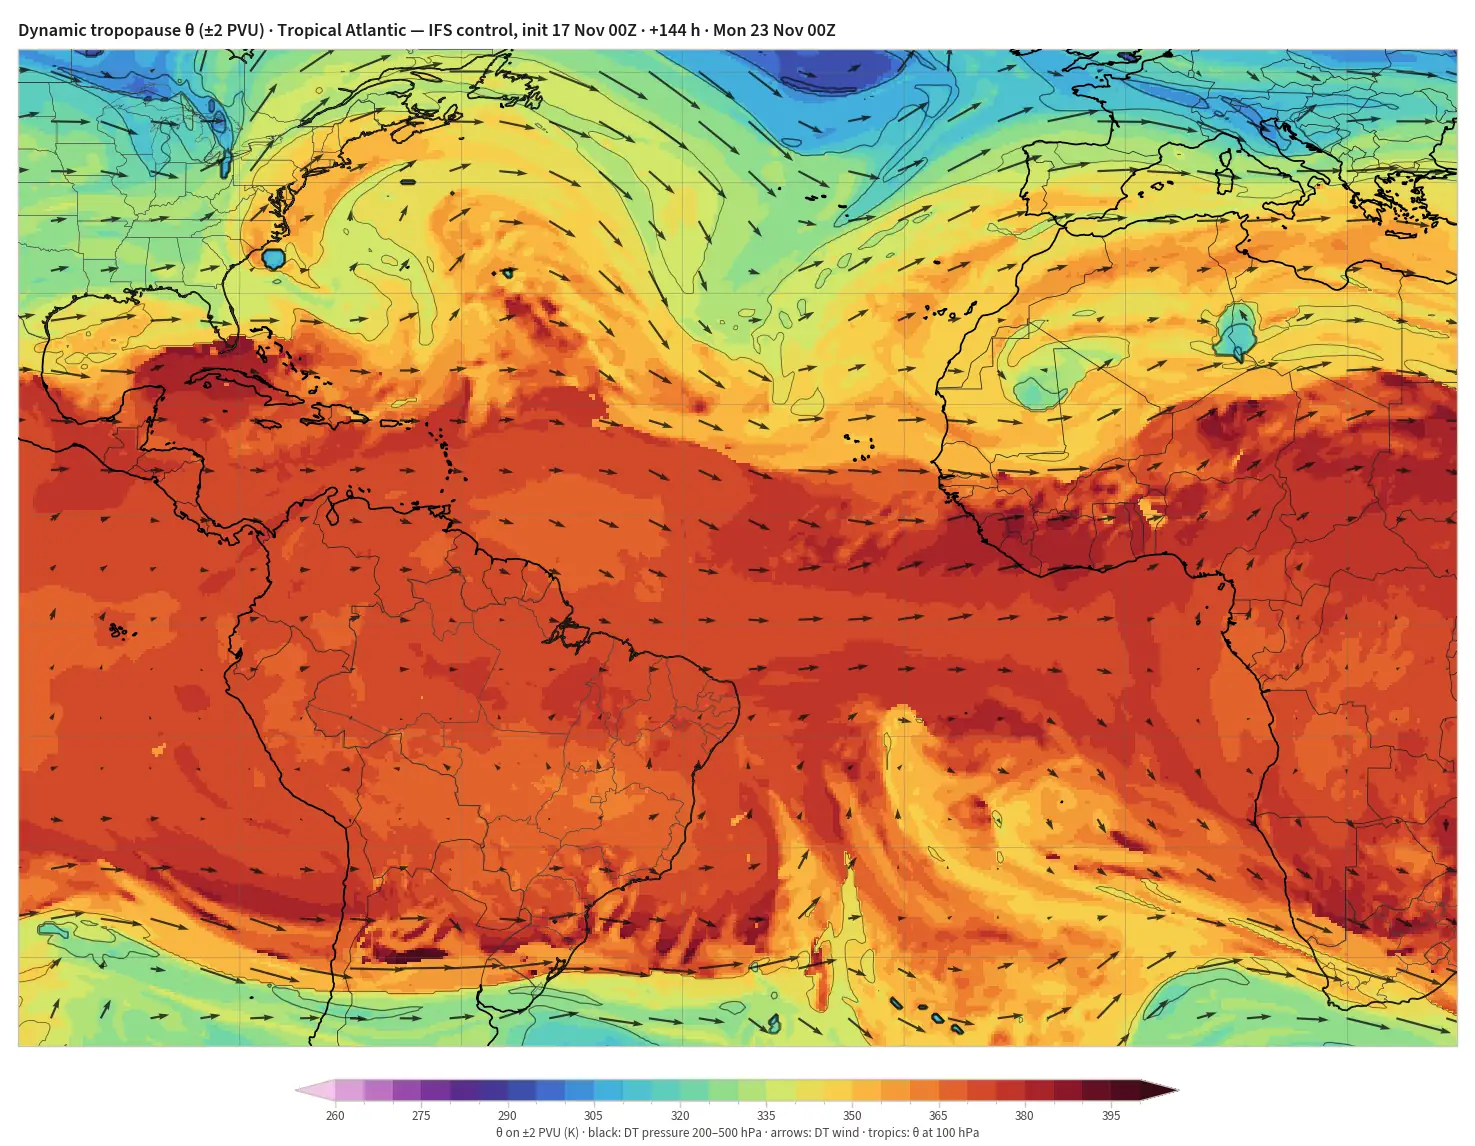 Dynamic tropopause θ (±2 PVU) · Tropical Atlantic — IFS control, init 17 Nov 00Z · +144 h · Mon 23 Nov 00Z
260 275 290 305 320 335 350 365 380 395
θ on ±2 PVU (K) · black: DT pressure 200–500 hPa · arrows: DT wind · tropics: θ at 100 hPa